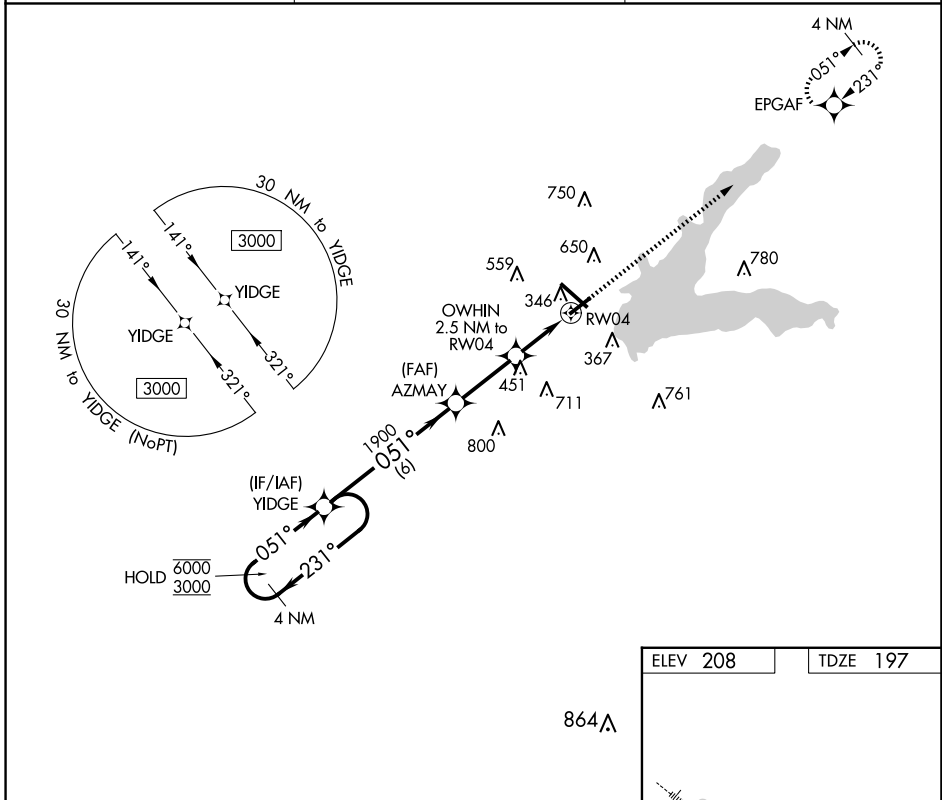 4 NM
051°
231°
EPGAF
30 NM to YIDGE
750
141°
3000
141°
650
780
559
YIDGE
346
OWHIN
2.5 NM to
RW04
RW04
YIDGE
367
(FAF)
AZMAY
321°
451
3000
711
761
321°
30 NM to YIDGE (NoPT)
800
1900
051°
(6)
(IF/IAF)
YIDGE
051°
231°
HOLD 6000
3000
4 NM
ELEV 208
TDZE 197
864